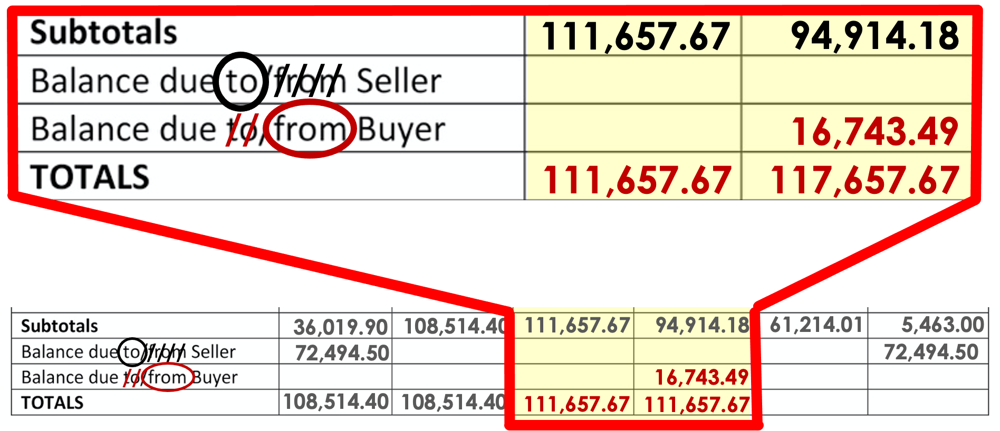 Subtotals 111,657.67 94,914.18
Balance due to/from Seller
Balance due to/from Buyer 16,743.49
TOTALS 111,657.67 117,657.67
Subtotals 36,019.90 108,514.40 111,657.67 94,914.18 61,214.01 5,463.00
Balance due to/from Seller 72,494.50 72,494.50
Balance due to/from Buyer 16,743.49
TOTALS 108,514.40 108,514.40 111,657.67 111,657.67